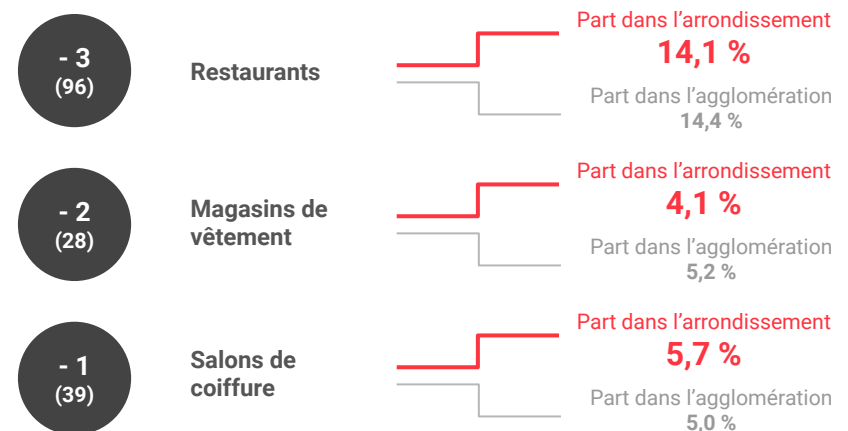 - 3
(96)
Restaurants
Part dans l'arrondissement
14,1 %
Part dans l'agglomération
14,4 %
- 2
(28)
Magasins de
vêtement
Part dans l'arrondissement
4,1 %
Part dans l'agglomération
5,2 %
- 1
(39)
Salons de
coiffure
Part dans l'arrondissement
5,7 %
Part dans l'agglomération
5,0 %